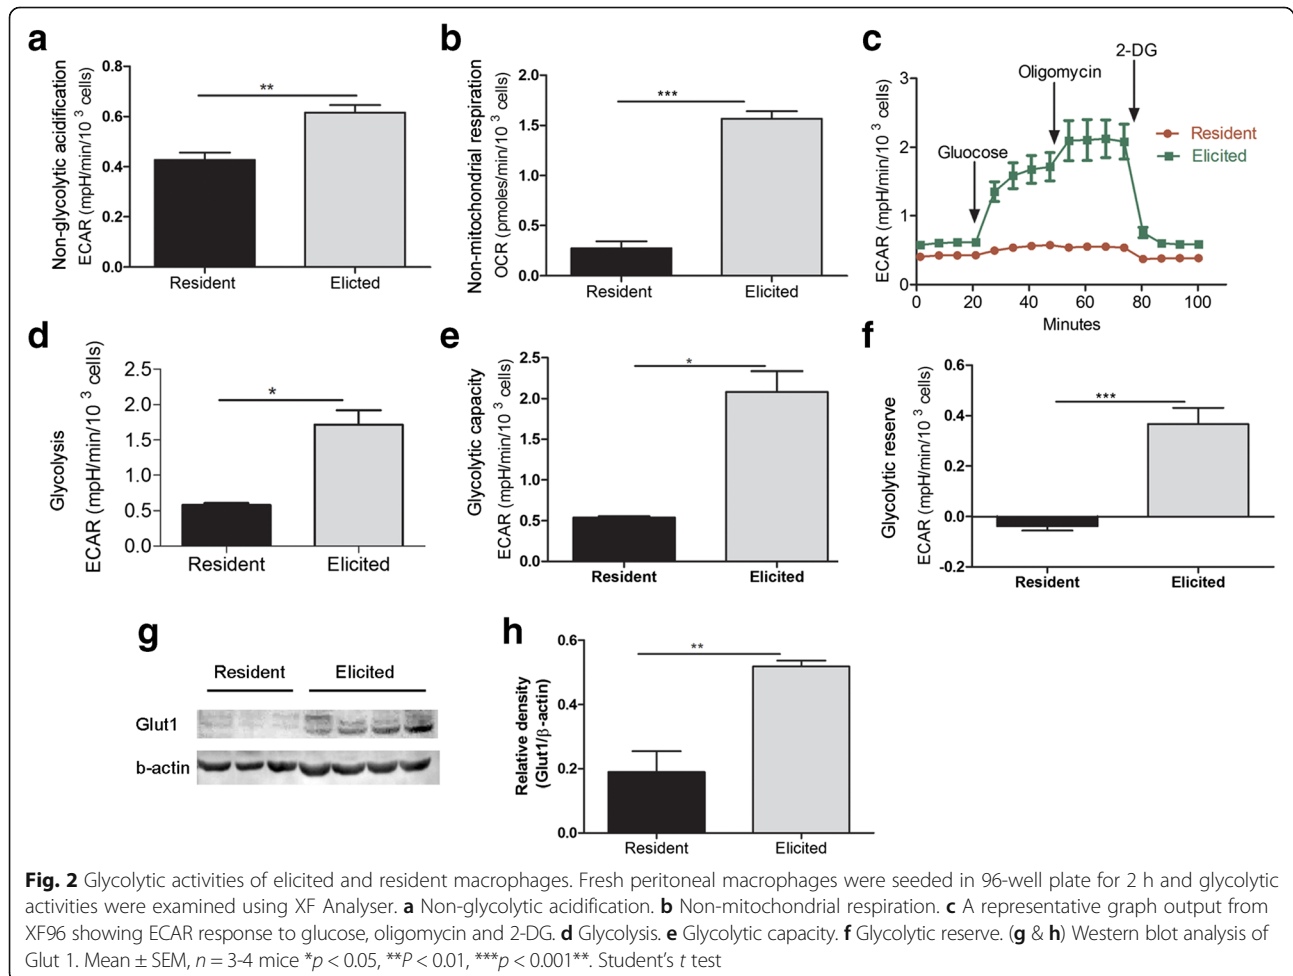 a
Non-glycolytic acidification
ECAR (mpH/min/10 3 cells)
0.8
0.6
0.4
0.2
0.0
**
Resident
Elicted
b
Non-mitochondrial respiration
OCR (pmoles/min/10 3 cells)
2.0
1.5
1.0
0.5
0.0
***
Resident
Elicited
c
ECAR (mpH/min/10 3 cells)
3
2
1
0
Gluocose
Oligomycin
2-DG
Resident
Elicited
0 20 40 60 80 100
Minutes
d
Glycolysis
ECAR (mpH/min/10 3 cells)
2.5
2.0
1.5
1.0
0.5
0.0
*
Resident
Elicited
e
Glycolytic capacity
ECAR (mpH/min/10 3 cells)
2.5
2.0
1.5
1.0
0.5
0.0
*
Resident
Elicited
f
Glycolytic reserve
ECAR (mpH/min/10 3 cells)
0.6
0.4
0.2
0.0
-0.2
***
Resident
Elicited
g
Resident
Elicited
Glut1
b-actin
h
Relative density
(Glut1/β-actin)
0.6
0.4
0.2
0.0
**
Resident
Elicited
Fig. 2 Glycolytic activities of elicited and resident macrophages. Fresh peritoneal macrophages were seeded in 96-well plate for 2 h and glycolytic
activities were examined using XF Analyser. a Non-glycolytic acidification. b Non-mitochondrial respiration. c A representative graph output from
XF96 showing ECAR response to glucose, oligomycin and 2-DG. d Glycolysis. e Glycolytic capacity. f Glycolytic reserve. (g & h) Western blot analysis of
Glut 1. Mean ± SEM, n = 3-4 mice *p < 0.05, **P < 0.01, ***p < 0.001**. Student's t test